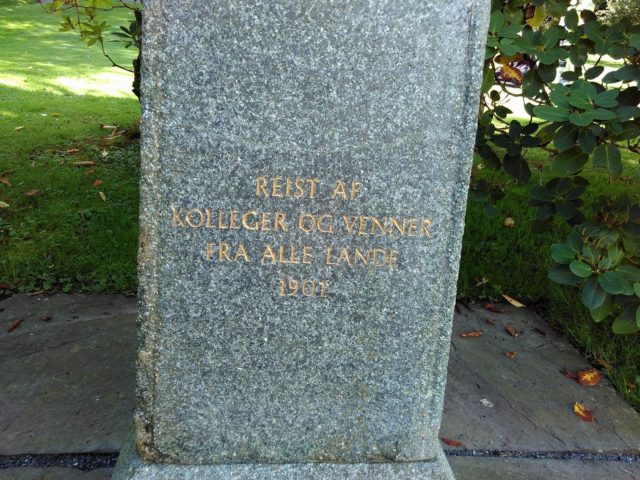 REIST AF
KOLLEGER OG VENNER
FRA ALLE LANDE
1901